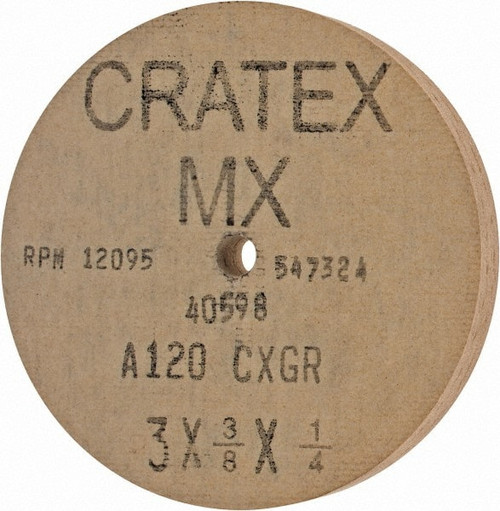 CRATEX
MX
RPM 12095 547324
40598
A120 CXGR
3 X 3/8 X 1/4